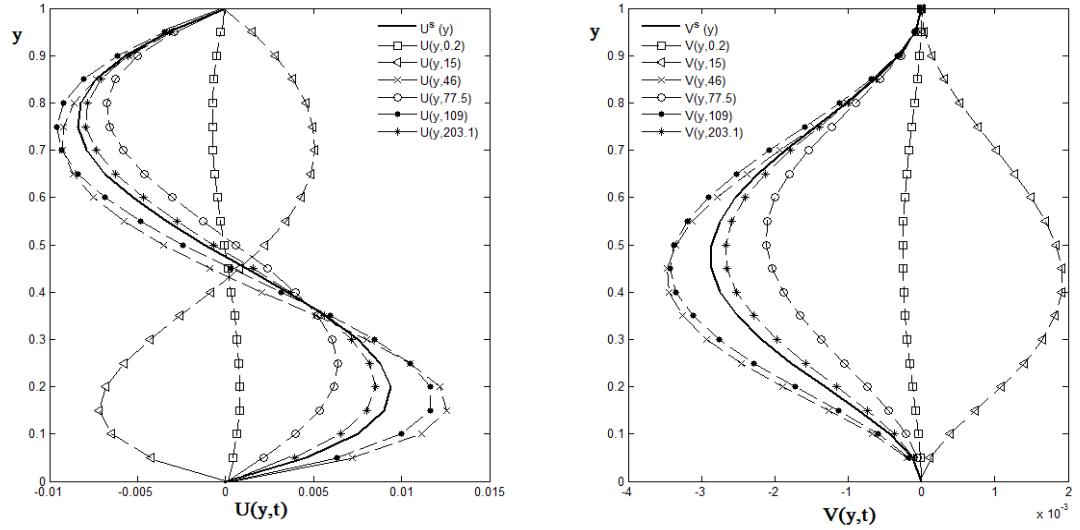 y
1
0.9
0.8
0.7
0.6
0.5
0.4
0.3
0.2
0.1
0
-0.01
-0.005
0
0.005
0.01
0.015
U(y,t)
U^s (y)
U(y,0.2)
U(y,15)
U(y,46)
U(y,77.5)
U(y,109)
U(y,203.1)
y
1
0.9
0.8
0.7
0.6
0.5
0.4
0.3
0.2
0.1
0
-4
-3
-2
-1
0
1
2
x 10^-3
V(y,t)
V^s (y)
V(y,0.2)
V(y,15)
V(y,46)
V(y,77.5)
V(y,109)
V(y,203.1)